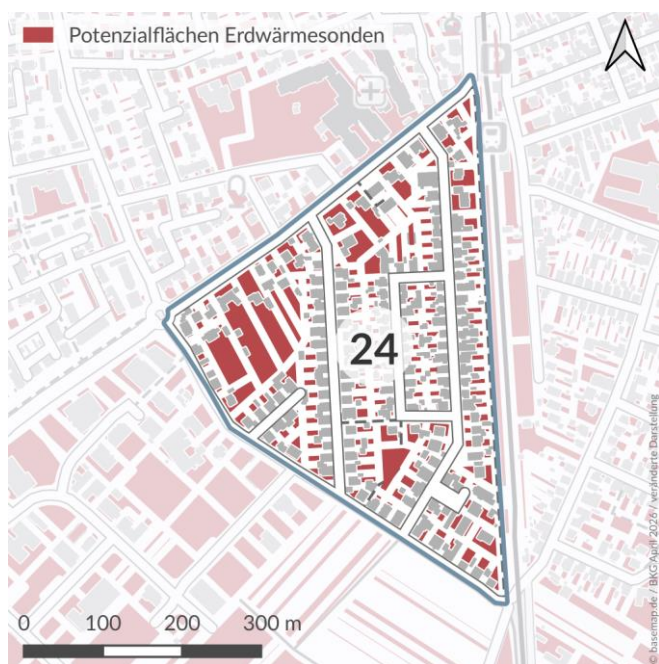 Potenzialflächen Erdwärmesonden
24
0 100 200 300 m
© basemap.de / BKG April 2026 / veränderte Darstellung